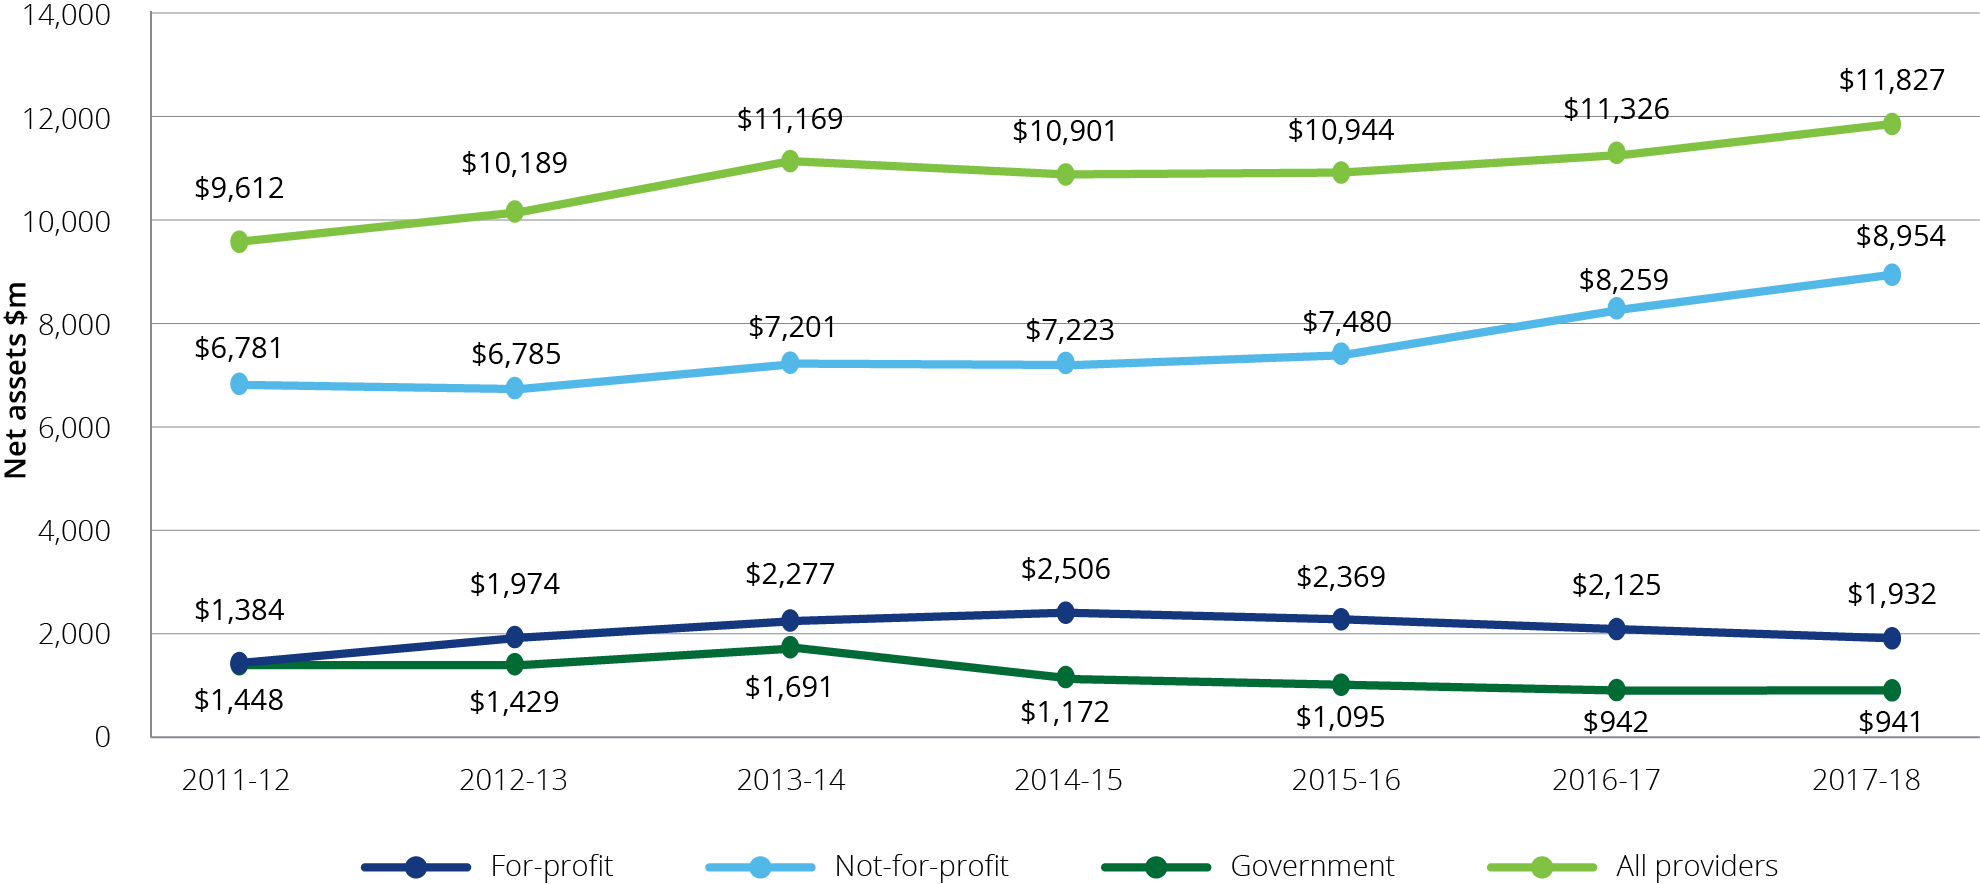 14,000
12,000
10,000
8,000
6,000
4,000
2,000
0
Net assets $m
$9,612 $10,189 $11,169 $10,901 $10,944 $11,326 $11,827
$6,781 $6,785 $7,201 $7,223 $7,480 $8,259 $8,954
$1,384 $1,974 $2,277 $2,506 $2,369 $2,125 $1,932
$1,448 $1,429 $1,691 $1,172 $1,095 $942 $941
2011-12 2012-13 2013-14 2014-15 2015-16 2016-17 2017-18
For-profit Not-for-profit Government All providers